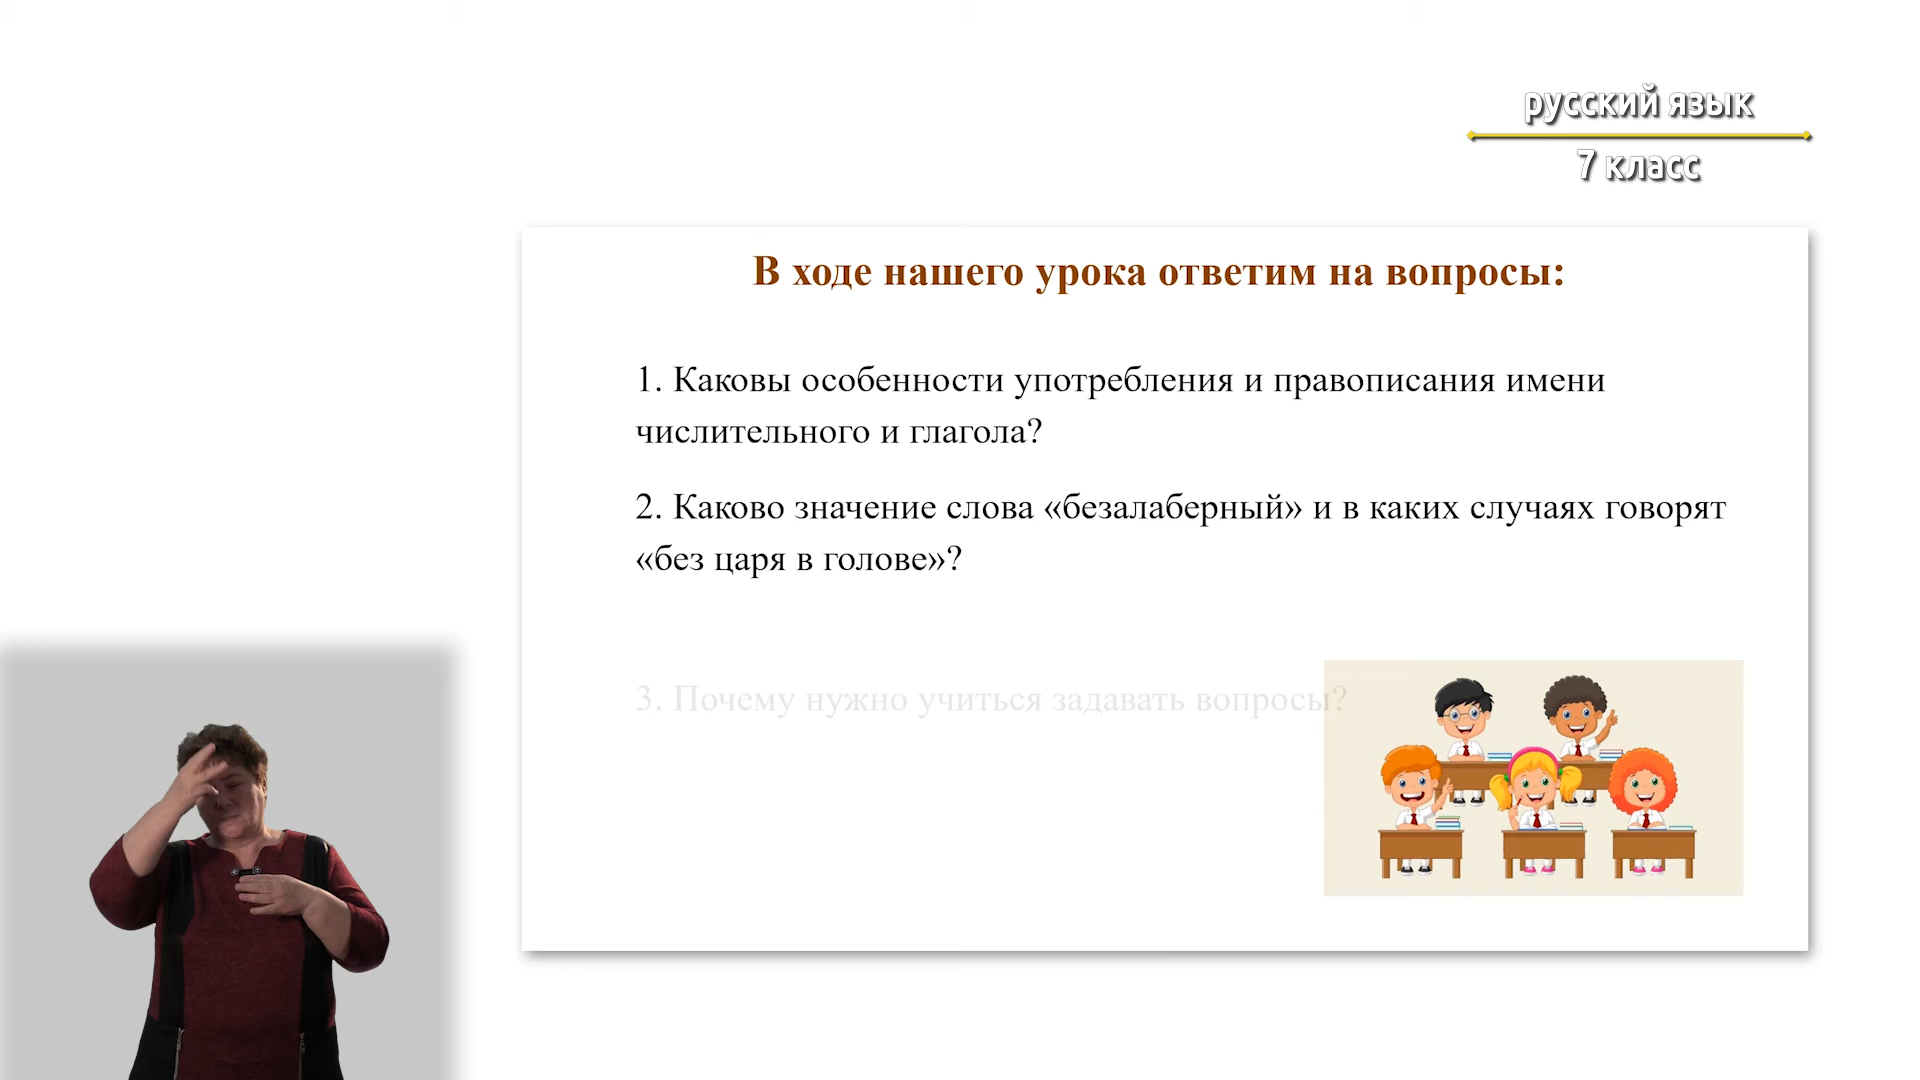 русский язык
7 класс
В ходе нашего урока ответим на вопросы:
1. Каковы особенности употребления и правописания имени
числительного и глагола?
2. Каково значение слова «безалаберный» и в каких случаях говорят
«без царя в голове»?
3. Почему нужно учиться задавать вопросы?